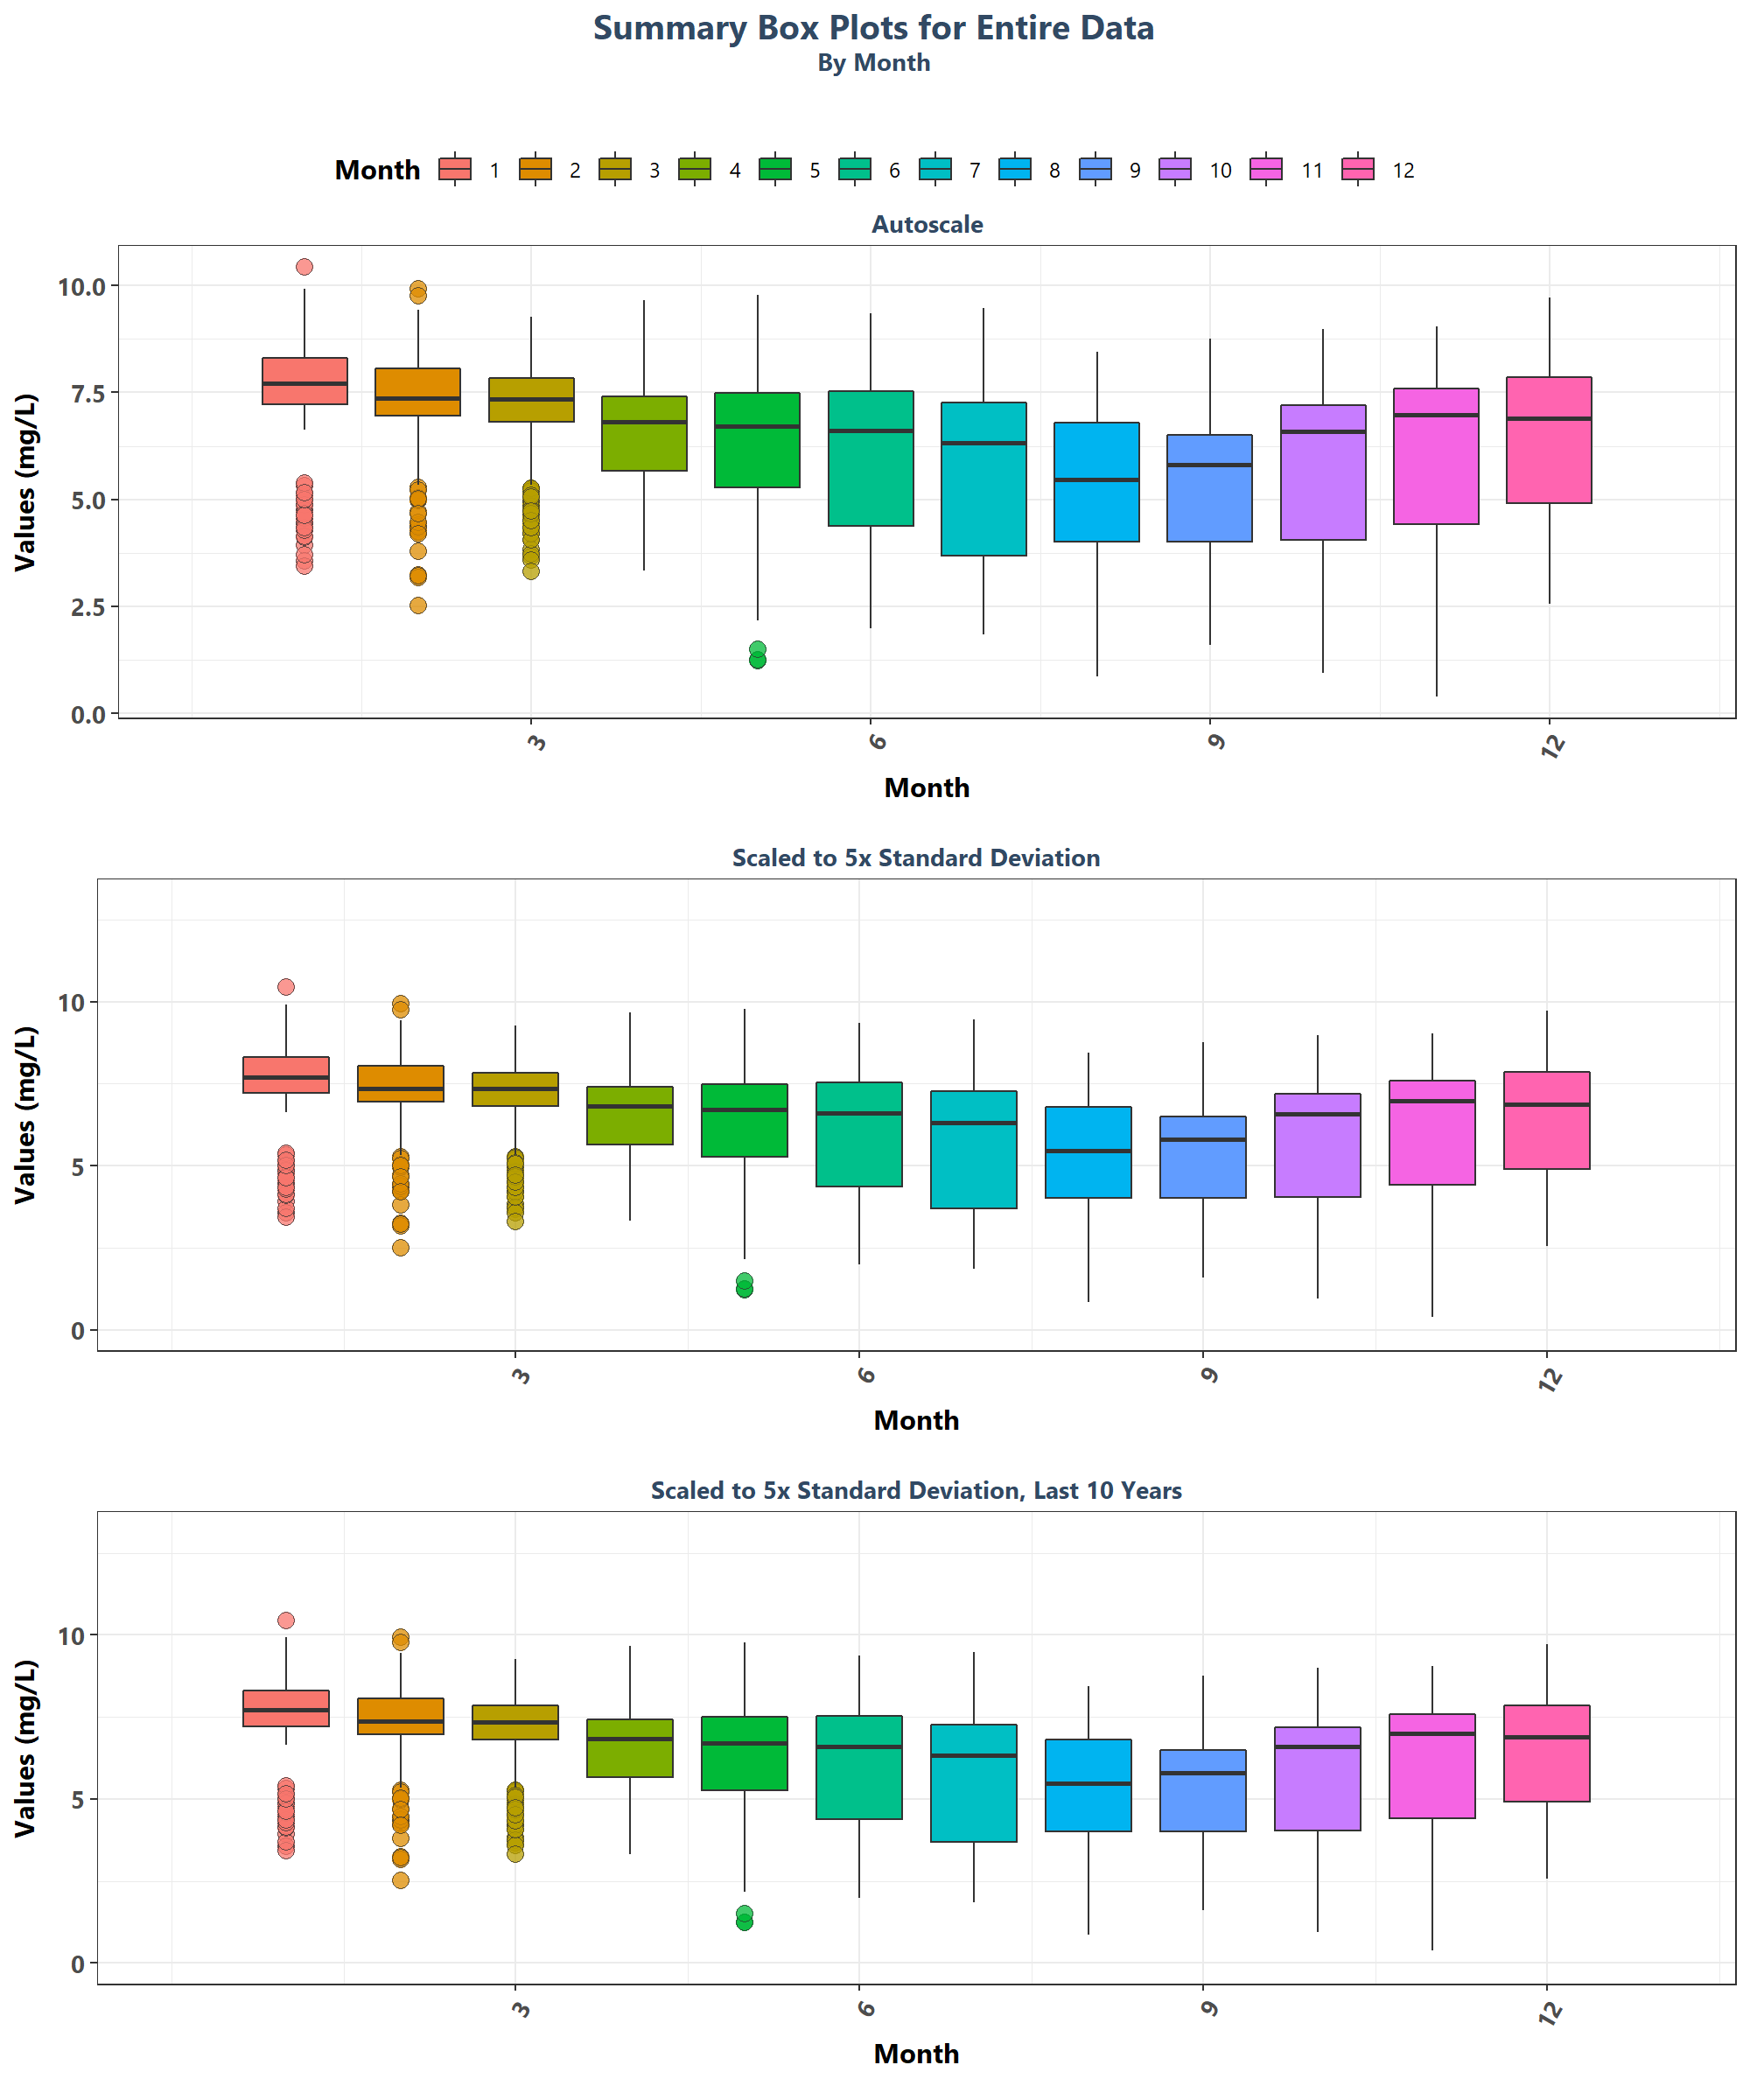 Summary Box Plots for Entire Data
By Month
Month 1 2 3 4 5 6 7 8 9 10 11 12
Autoscale
Values (mg/L)
10.0
7.5
5.0
2.5
0.0
3 6 9 12
Month
Scaled to 5x Standard Deviation
Values (mg/L)
10
5
0
3 6 9 12
Month
Scaled to 5x Standard Deviation, Last 10 Years
Values (mg/L)
10
5
0
3 6 9 12
Month